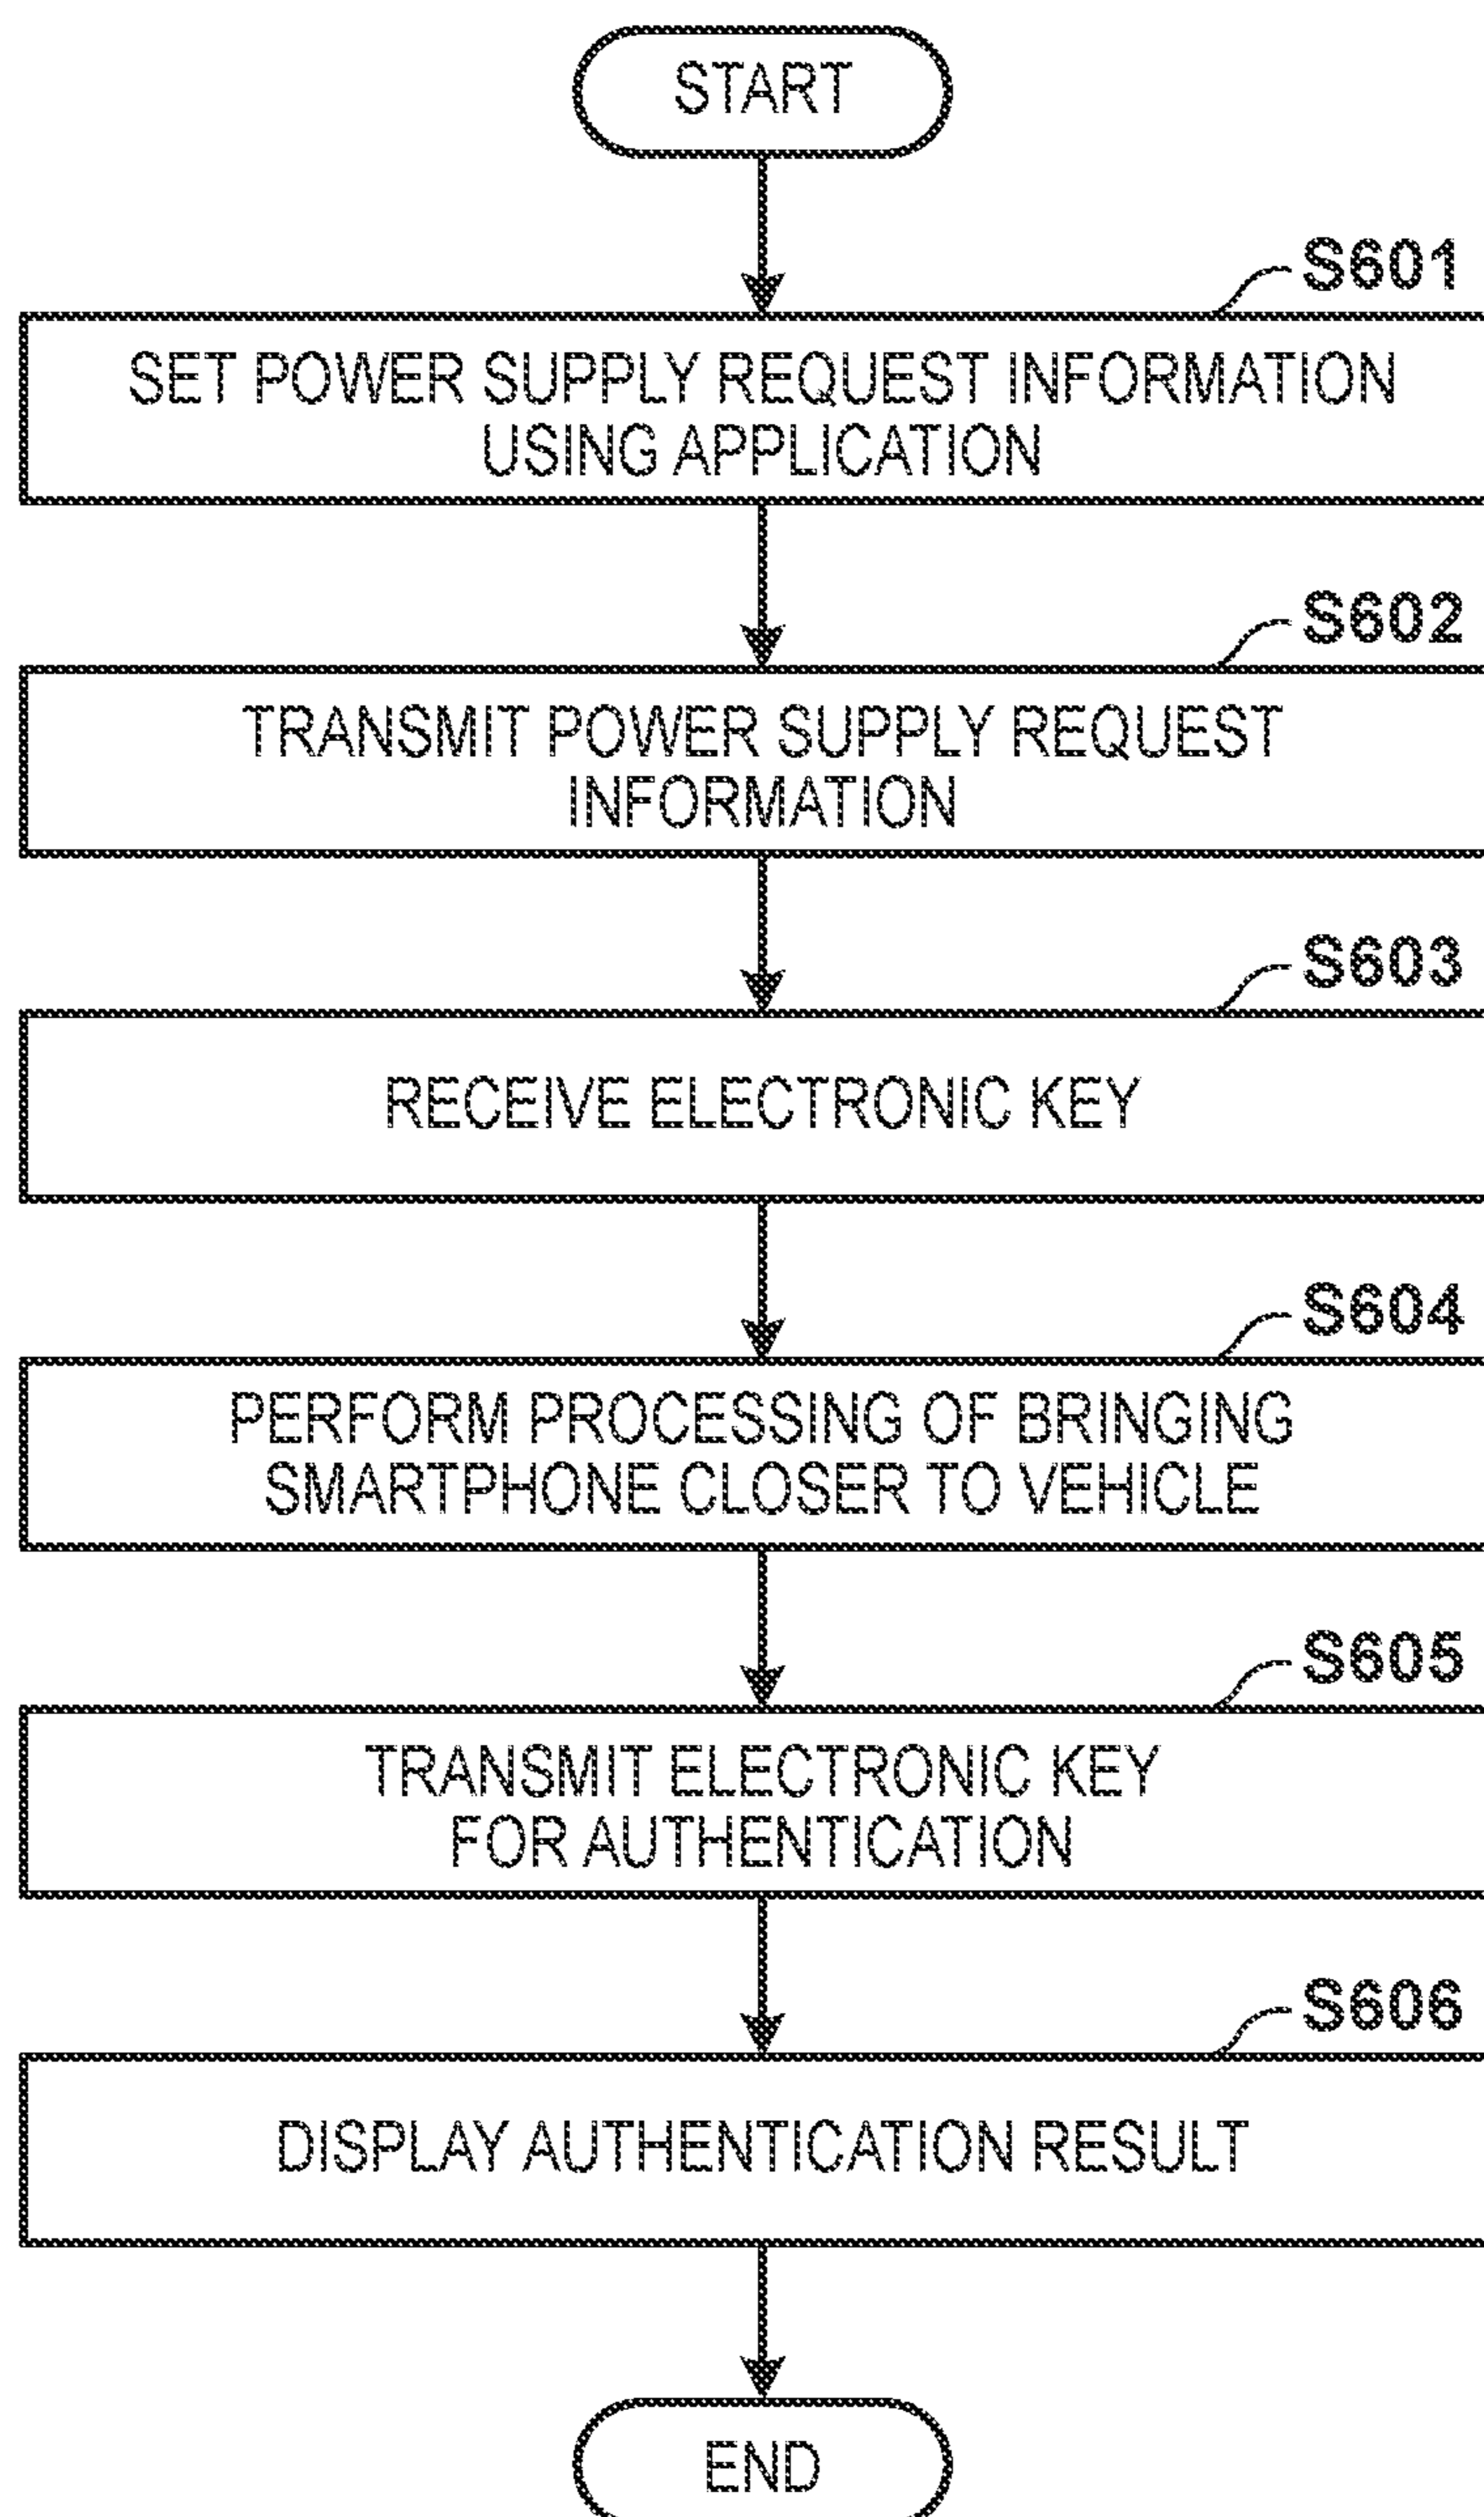 START
S601
SET POWER SUPPLY REQUEST INFORMATION
USING APPLICATION
S602
TRANSMIT POWER SUPPLY REQUEST
INFORMATION
S603
RECEIVE ELECTRONIC KEY
S604
PERFORM PROCESSING OF BRINGING
SMARTPHONE CLOSER TO VEHICLE
S605
TRANSMIT ELECTRONIC KEY
FOR AUTHENTICATION
S606
DISPLAY AUTHENTICATION RESULT
END